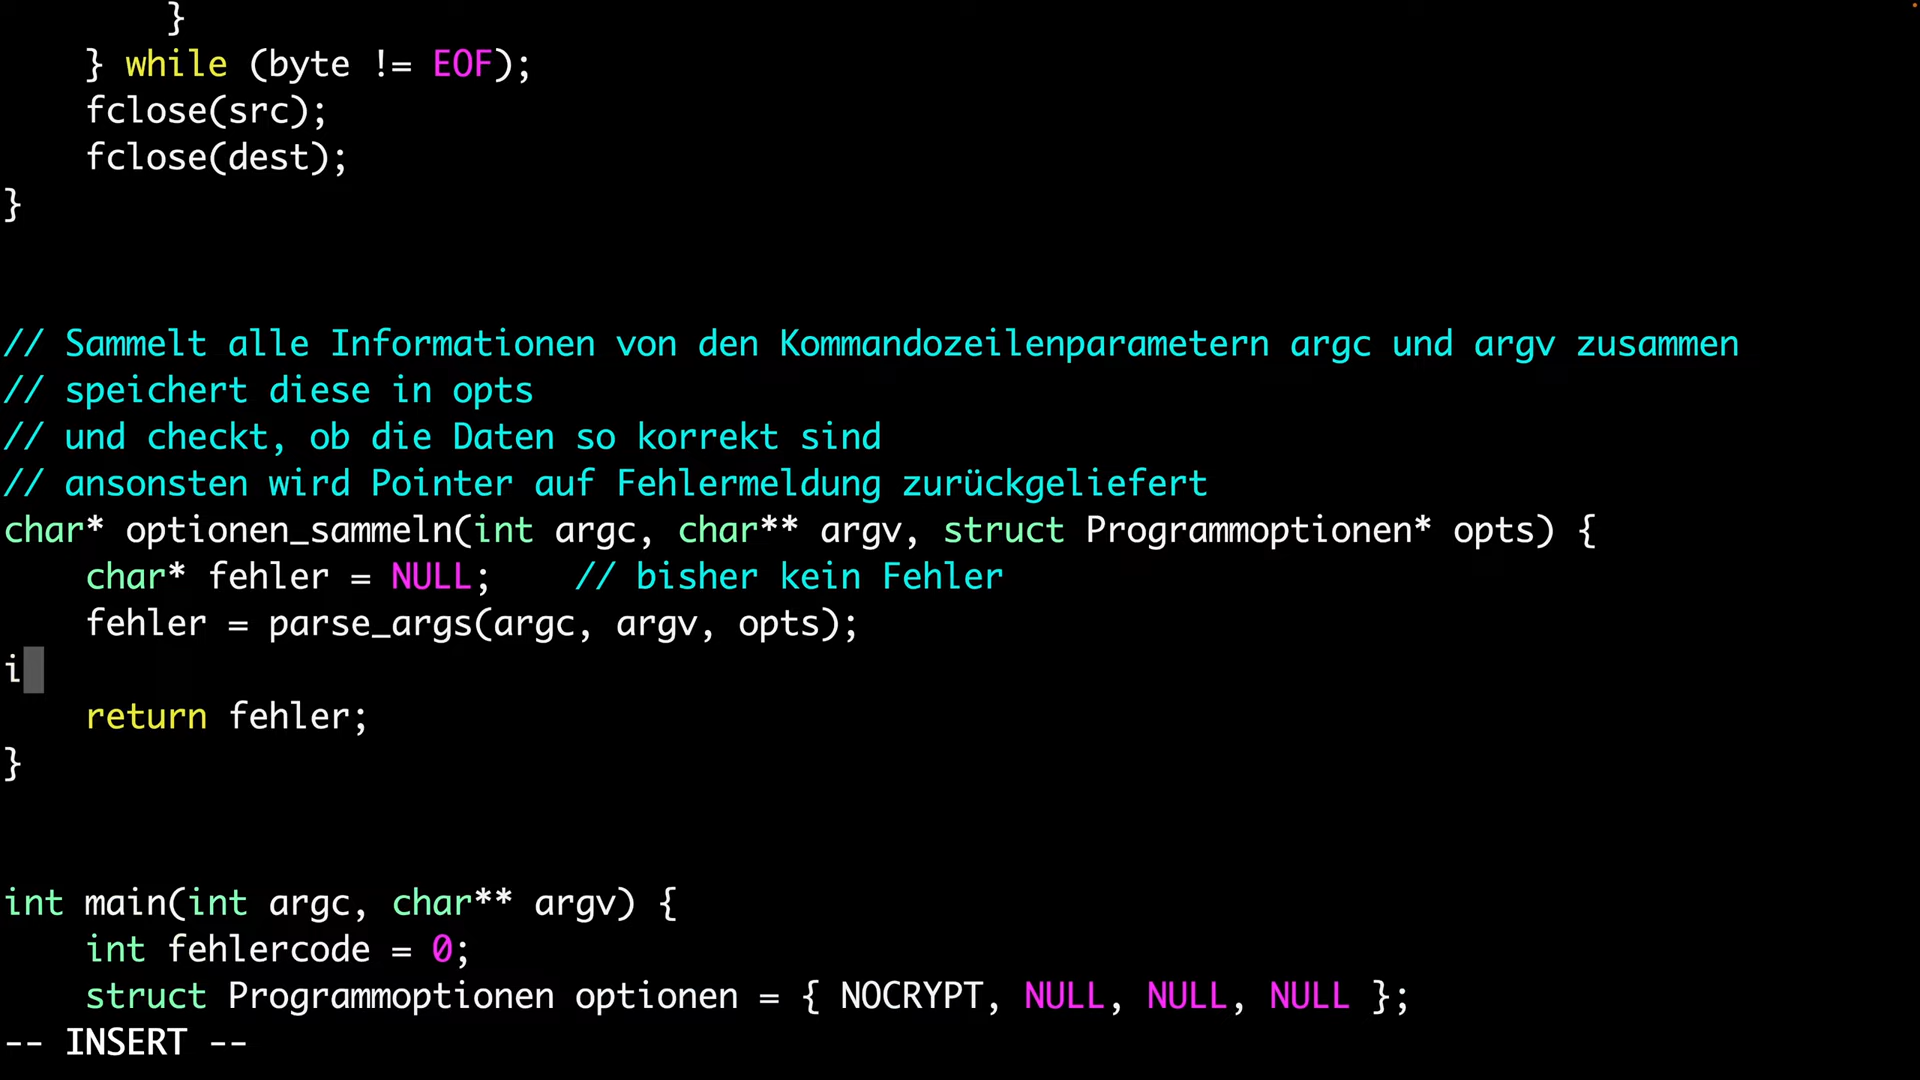 }
} while (byte != EOF);
fclose(src);
fclose(dest);
}
// Sammelt alle Informationen von den Kommandozeilenparametern argc und argv zusammen
// speichert diese in opts
// und checkt, ob die Daten so korrekt sind
// ansonsten wird Pointer auf Fehlermeldung zurückgeliefert
char* optionen_sammeln(int argc, char** argv, struct Programmoptionen* opts) {
char* fehler = NULL;    // bisher kein Fehler
fehler = parse_args(argc, argv, opts);
i
return fehler;
}
int main(int argc, char** argv) {
int fehlercode = 0;
struct Programmoptionen optionen = { NOCRYPT, NULL, NULL, NULL };
-- INSERT --